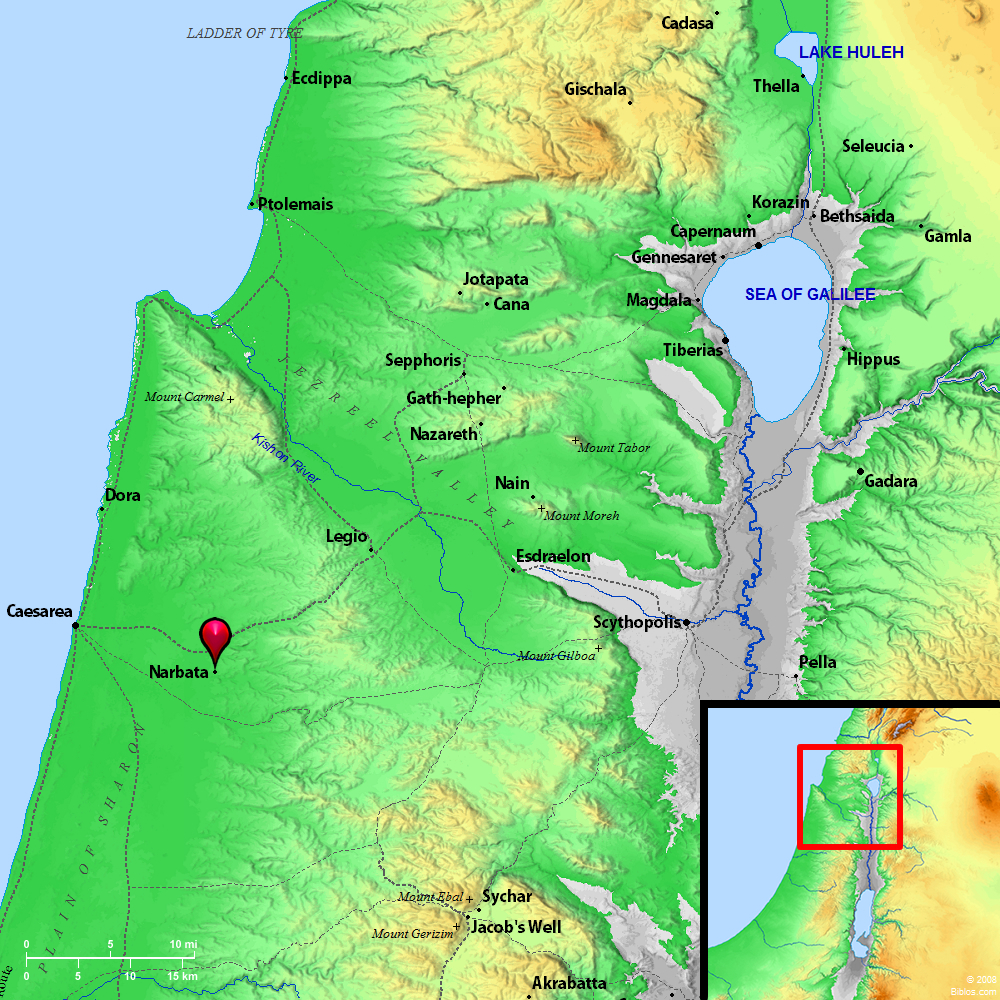 Cadasa
LADDER OF TYRE
LAKE HULEH
Ecdippa
Thella
Gischala
Seleucia
Ptolemais
Korazin
Bethsaida
Capernaum
Gamla
Gennesaret
Jotapata
SEA OF GALILEE
Magdala
Cana
Tiberias
Sepphoris
Hippus
JEZREEL VALLEY
Mount Carmel
Gath-hepher
Nazareth
Mount Tabor
Kishon River
Nain
Gadara
Dora
Mount Moreh
Legio
Esdraelon
Caesarea
Scythopolis
Mount Gilboa
Narbata
Pella
PLAIN OF SHARON
Mount Ebal
Sychar
Jacob's Well
Mount Gerizim
0 5 10 mi
0 5 10 15 km
Route
Akrabatta
© 2008
Biblos.com